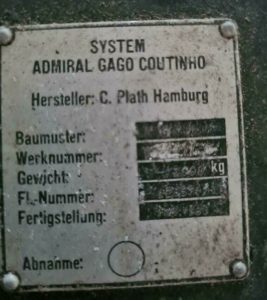 SYSTEM
ADMIRAL GAGO COUTINHO
Hersteller: C. Plath Hamburg
Baumuster:
Werknummer:
Gewicht: kg
Fl.-Nummer:
Fertigstellung:
Abnahme: